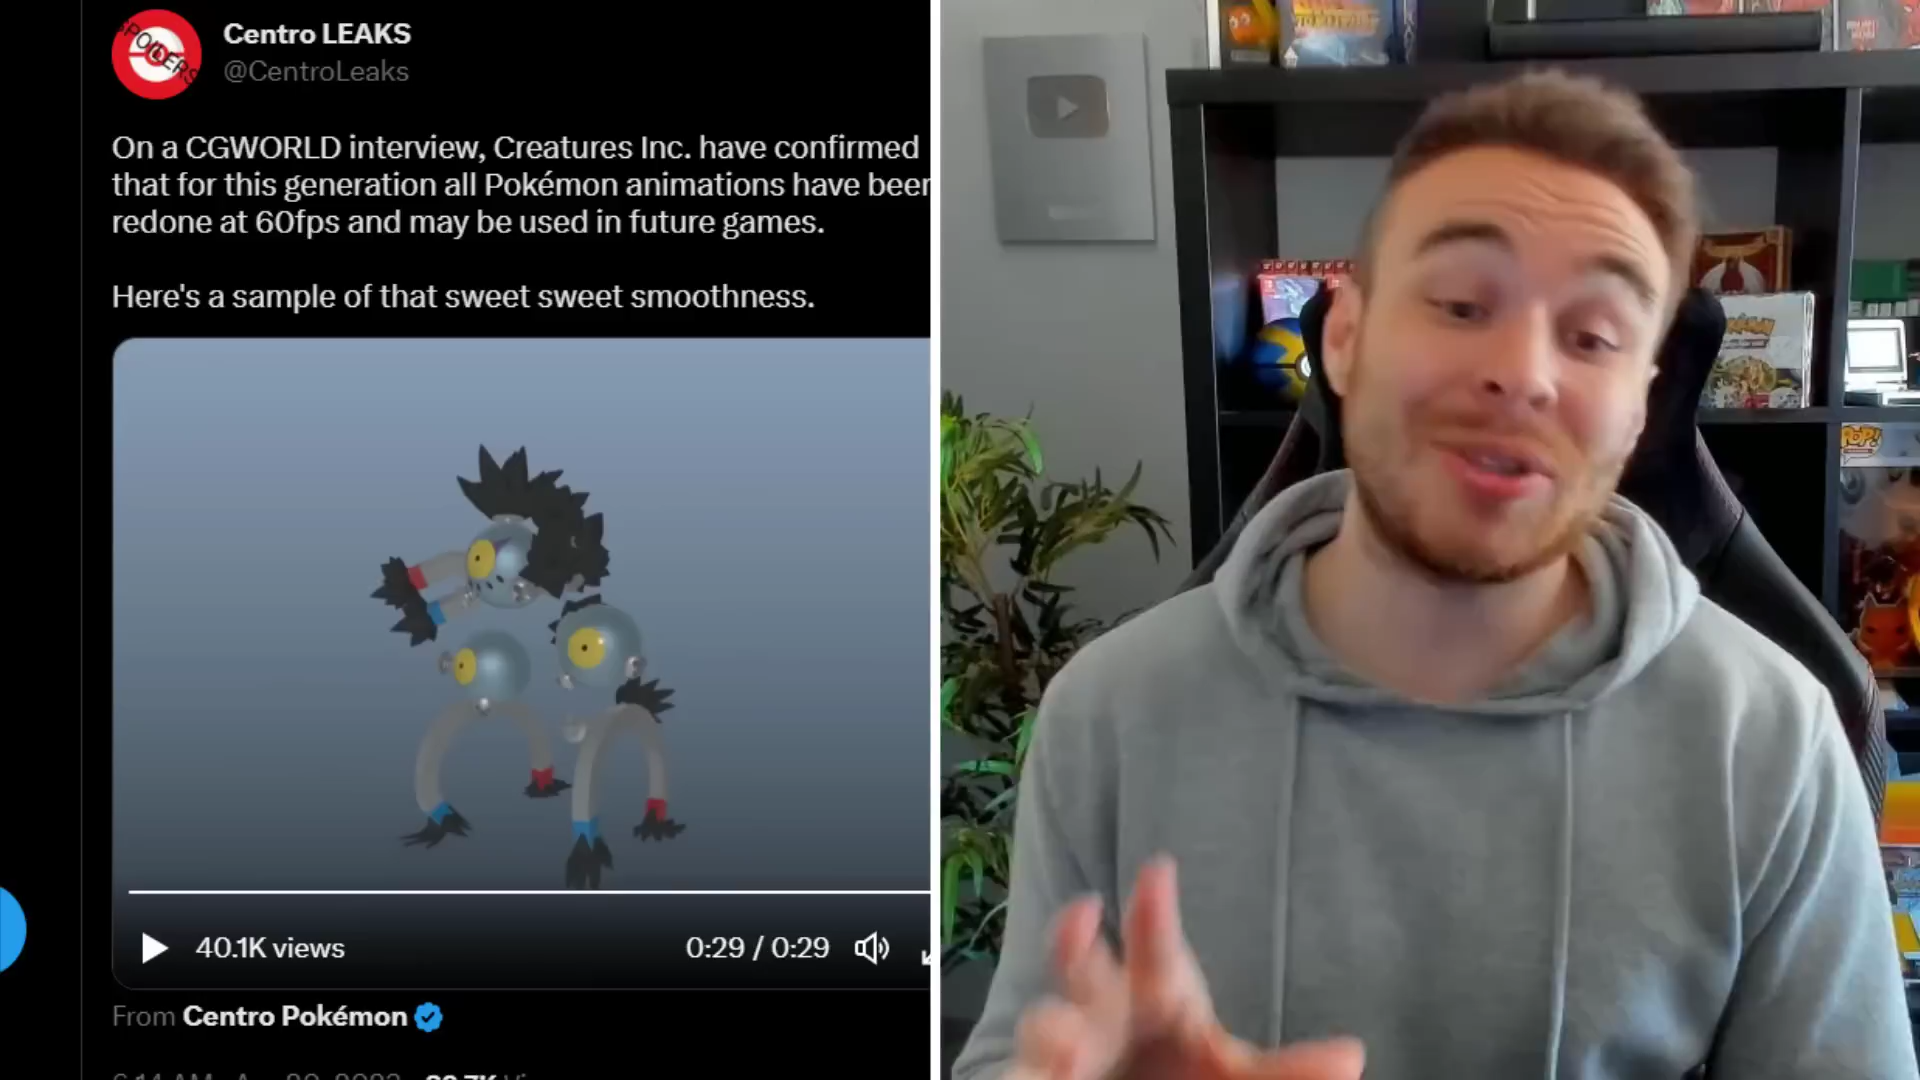 SPOILERS
Centro LEAKS
@CentroLeaks
On a CGWORLD interview, Creatures Inc. have confirmed
that for this generation all Pokémon animations have been
redone at 60fps and may be used in future games.
Here's a sample of that sweet sweet smoothness.
40.1K views
0:29 / 0:29
From Centro Pokémon
POP!